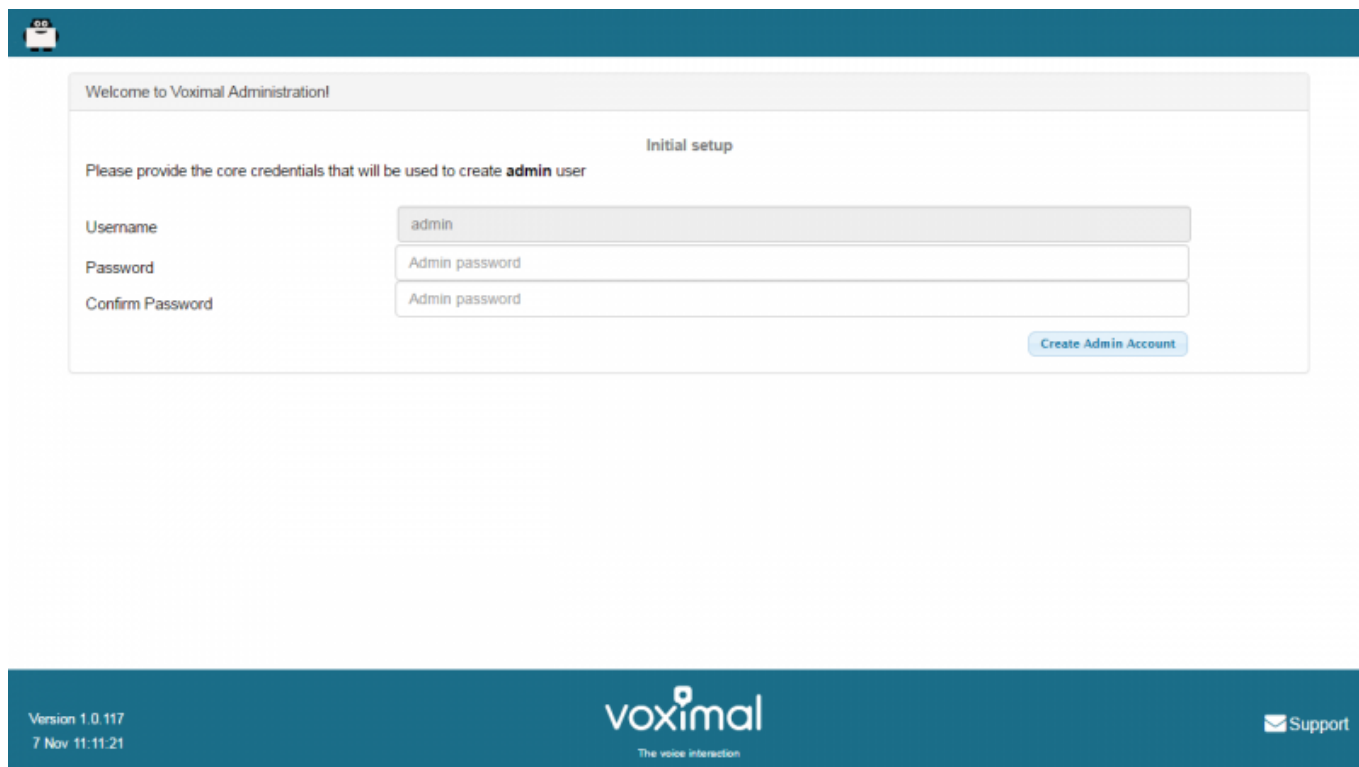 Welcome to Voximal Administration!
Initial setup
Please provide the core credentials that will be used to create admin user
Username
admin
Password
Admin password
Confirm Password
Admin password
Create Admin Account
Version 1.0.117
7 Nov 11:11:21
voximal
The voice interaction
Support